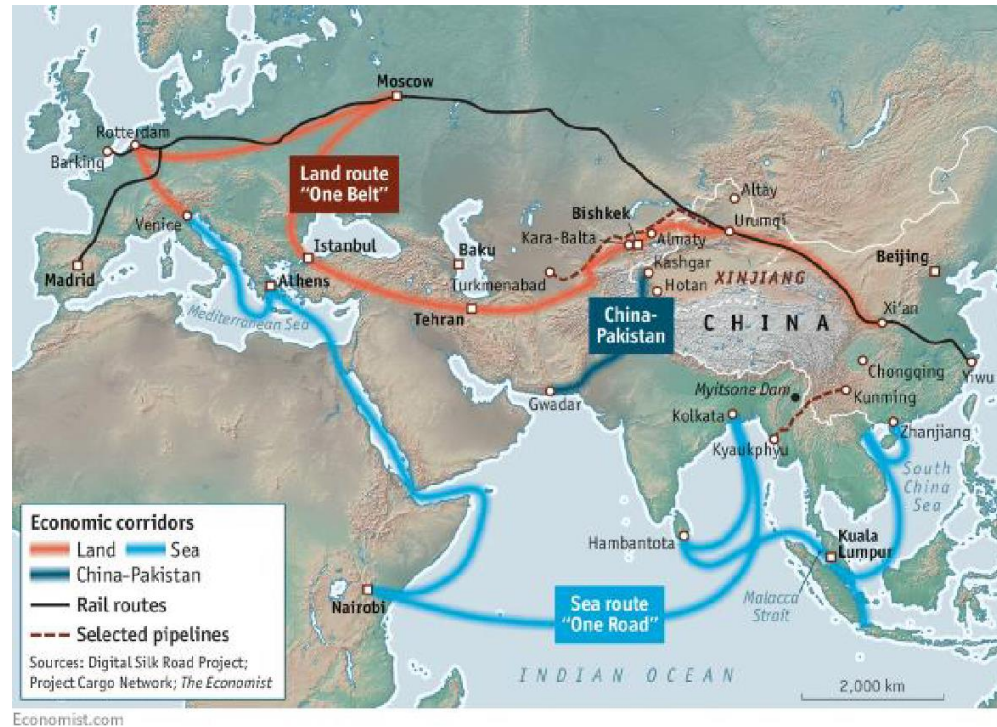 Moscow
Rotterdam
Barking
Land route
"One Belt"
Altay
Bishkek
Urumqi
Venice
Kara-Balta
Almaty
Istanbul
Baku
Kashgar
Beijing
Madrid
Athens
Turkmenabad
Hotan
XINJIANG
Mediterranean Sea
Tehran
China-
Pakistan
CHINA
Xi'an
Chongqing
Yiwu
Gwadar
Myitsone Dam
Kunming
Kolkata
Kyaukphyu
Zhanjiang
South
China
Sea
Economic corridors
Land Sea
China-Pakistan
Rail routes
Selected pipelines
Sources: Digital Silk Road Project;
Project Cargo Network; The Economist
Hambantota
Kuala
Lumpur
Nairobi
Sea route
"One Road"
Malacca
Strait
INDIAN OCEAN
2,000 km
Economist.com